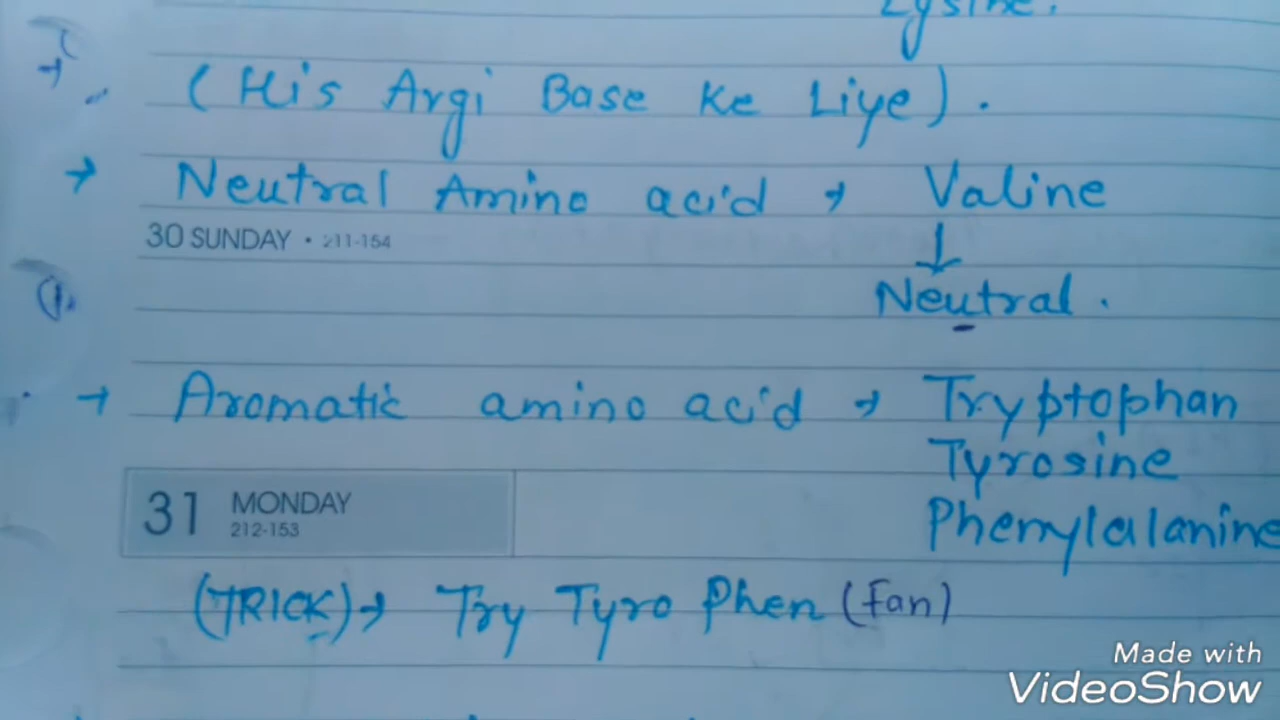 Lysine.
(His Argi Base Ke Liye).
→ Neutral Amino acid → Valine
30 SUNDAY • 211-154
↓
Neutral.
→ Aromatic amino acid → Tryptophan
Tyrosine
Phenylalanine
31 MONDAY
212-153
(TRICK)→ Try Tyro Phen (fan)
Made with
VideoShow